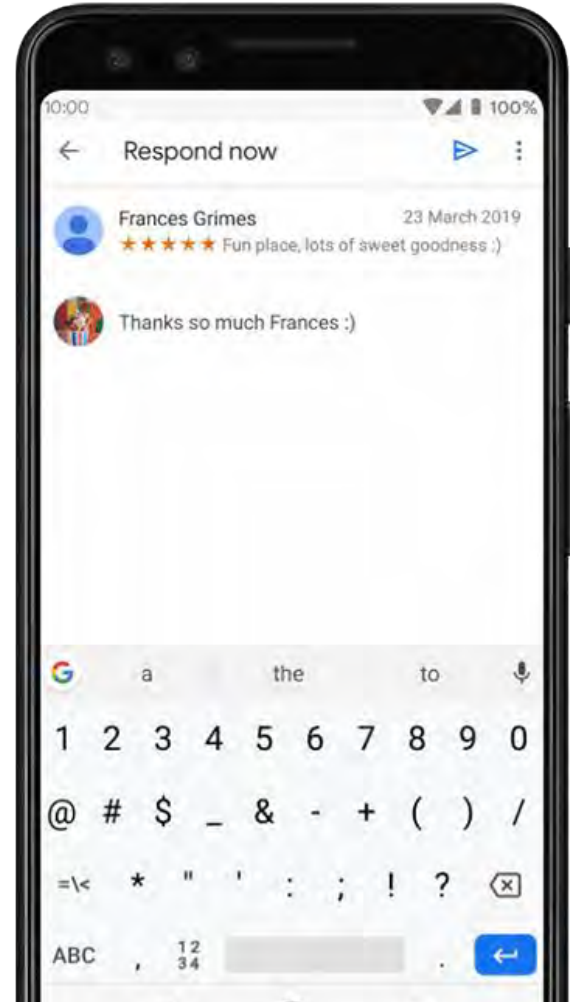 10:00 100%
Respond now
Frances Grimes 23 March 2019
Fun place, lots of sweet goodness :)
Thanks so much Frances :)
G a the to
1 2 3 4 5 6 7 8 9 0
@ # $ _ & - + ( ) /
=\< * " ' : ; ! ?
ABC , 12 .
34